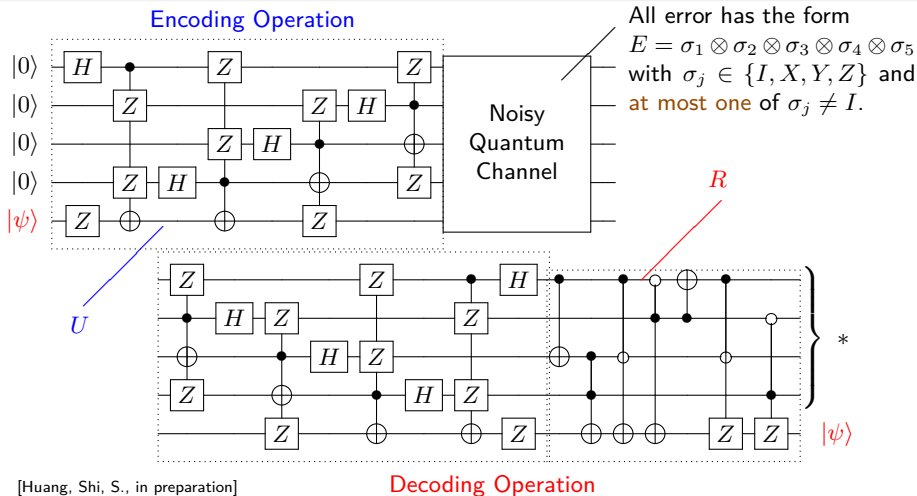 Encoding Operation
All error has the form
E = σ₁ ⊗ σ₂ ⊗ σ₃ ⊗ σ₄ ⊗ σ₅
with σⱼ ∈ {I, X, Y, Z} and
at most one of σⱼ ≠ I.
|0⟩ H Z Z
|0⟩ Z Z H
|0⟩ Z H
|0⟩ Z H Z
|ψ⟩ Z Z
Noisy
Quantum
Channel
U
R
Z Z H
H Z Z
H Z
Z H Z
Z Z Z Z
*
|ψ⟩
[Huang, Shi, S., in preparation]
Decoding Operation